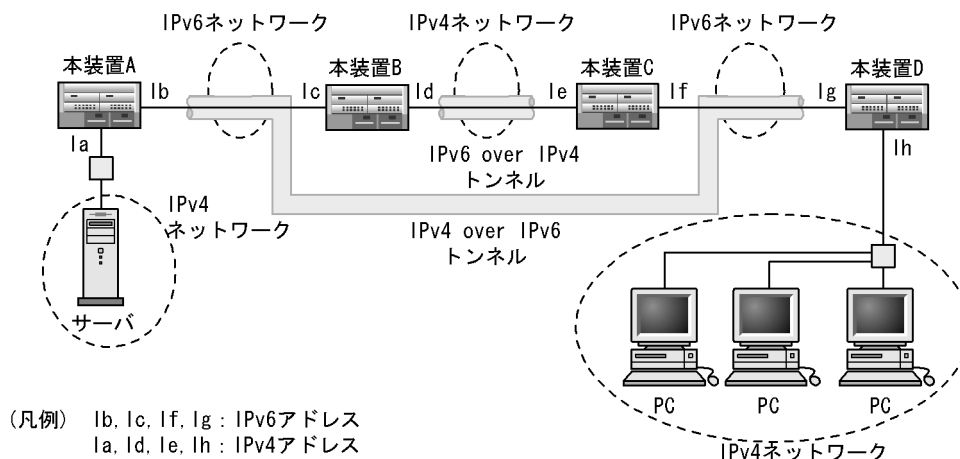 IPv6ネットワーク
IPv4ネットワーク
IPv6ネットワーク
本装置A
本装置B
本装置C
本装置D
Ib
Ic
Id
Ie
If
Ig
Ia
Ih
IPv6 over IPv4
トンネル
IPv4
ネットワーク
IPv4 over IPv6
トンネル
サーバ
PC
PC
PC
(凡例) Ib, Ic, If, Ig : IPv6アドレス
Ia, Id, Ie, Ih : IPv4アドレス
IPv4ネットワーク